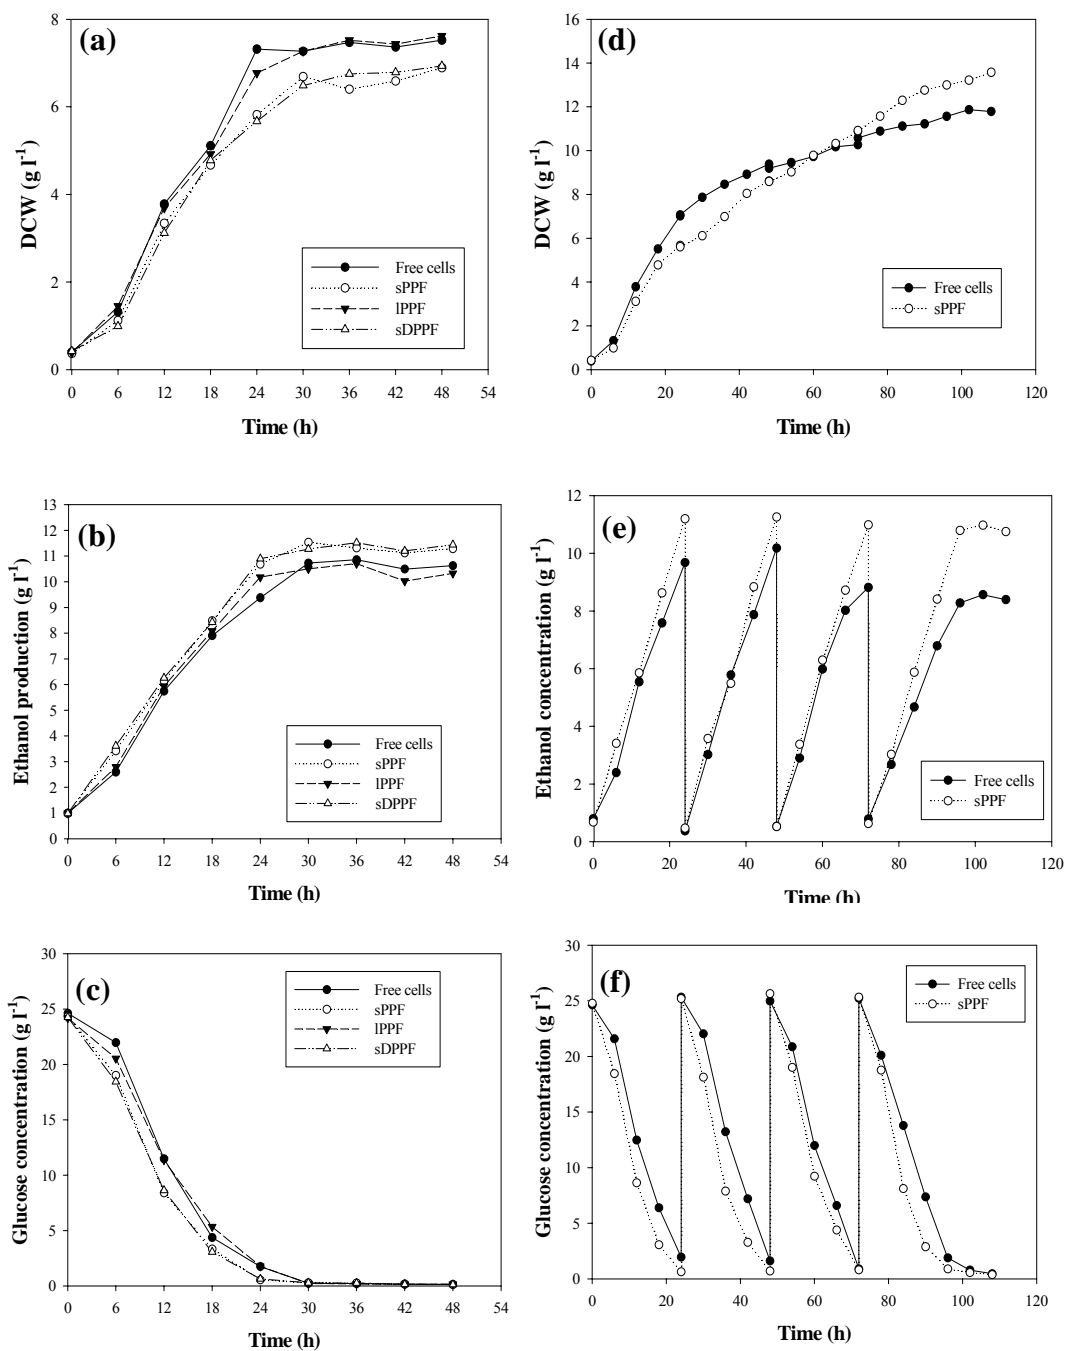 (a)
DCW (g l-1)
8
6
4
2
0
Free cells
sPPF
lPPF
sDPPF
0 6 12 18 24 30 36 42 48 54
Time (h)
(d)
DCW (g l-1)
16
14
12
10
8
6
4
2
0
Free cells
sPPF
0 20 40 60 80 100 120
Time (h)
(b)
Ethanol production (g l-1)
13
12
11
10
9
8
7
6
5
4
3
2
1
0
Free cells
sPPF
lPPF
sDPPF
0 6 12 18 24 30 36 42 48 54
Time (h)
(e)
Ethanol concentration (g l-1)
12
10
8
6
4
2
0
Free cells
sPPF
0 20 40 60 80 100 120
Time (h)
(c)
Glucose concentration (g l-1)
30
25
20
15
10
5
0
Free cells
sPPF
lPPF
sDPPF
0 6 12 18 24 30 36 42 48 54
Time (h)
(f)
Glucose concentration (g l-1)
30
25
20
15
10
5
0
Free cells
sPPF
0 20 40 60 80 100 120
Time (h)